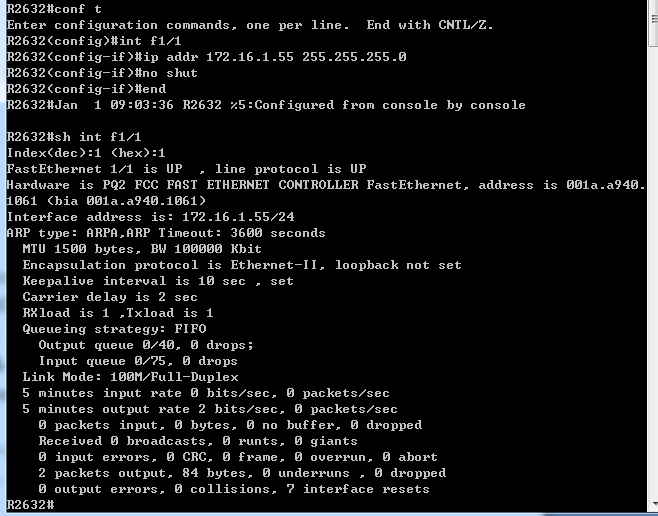 R2632#conf t
Enter configuration commands, one per line.  End with CNTL/Z.
R2632(config)#int f1/1
R2632(config-if)#ip addr 172.16.1.55 255.255.255.0
R2632(config-if)#no shut
R2632(config-if)#end
R2632#Jan  1 09:03:36 R2632 %5:Configured from console by console

R2632#sh int f1/1
Index(dec):1 (hex):1
FastEthernet 1/1 is UP  , line protocol is UP
Hardware is PQ2 FCC FAST ETHERNET CONTROLLER FastEthernet, address is 001a.a940.
1061 (bia 001a.a940.1061)
Interface address is: 172.16.1.55/24
ARP type: ARPA,ARP Timeout: 3600 seconds
  MTU 1500 bytes, BW 100000 Kbit
  Encapsulation protocol is Ethernet-II, loopback not set
  Keepalive interval is 10 sec , set
  Carrier delay is 2 sec
  RXload is 1 ,Txload is 1
  Queueing strategy: FIFO
    Output queue 0/40, 0 drops;
    Input queue 0/75, 0 drops
  Link Mode: 100M/Full-Duplex
  5 minutes input rate 0 bits/sec, 0 packets/sec
  5 minutes output rate 2 bits/sec, 0 packets/sec
    0 packets input, 0 bytes, 0 no buffer, 0 dropped
    Received 0 broadcasts, 0 runts, 0 giants
    0 input errors, 0 CRC, 0 frame, 0 overrun, 0 abort
    2 packets output, 84 bytes, 0 underruns , 0 dropped
    0 output errors, 0 collisions, 7 interface resets
R2632#